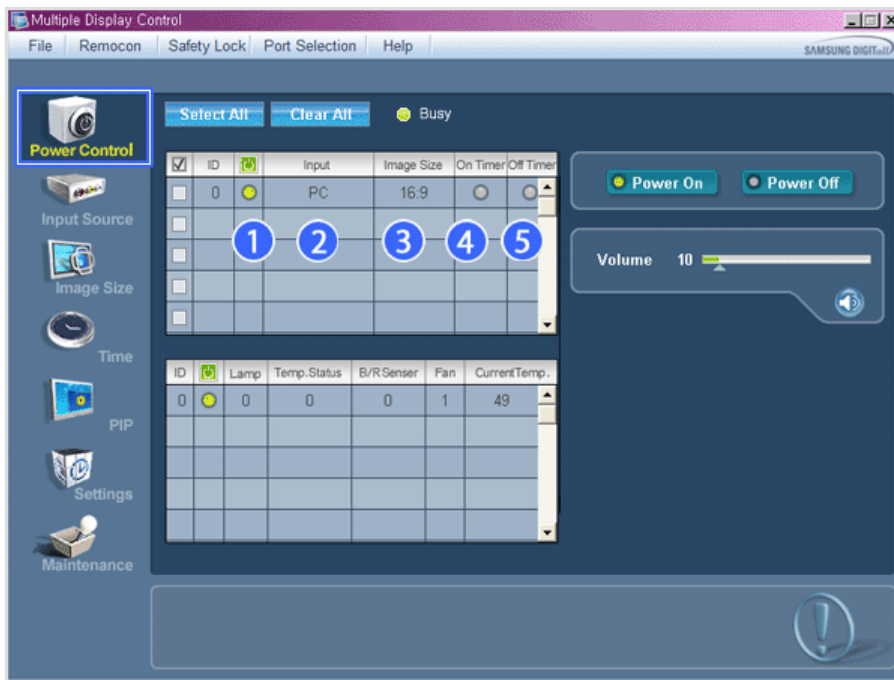 Multiple Display Control
File Remocon Safety Lock Port Selection Help
SAMSUNG DIGITall
Select All Clear All Busy
Power Control
ID Input Image Size On Timer Off Timer
0 PC 16:9
Power On Power Off
Input Source
1 2 3 4 5
Volume 10
Image Size
Time
ID Lamp Temp.Status B/RSenser Fan CurrentTemp.
0 0 0 0 1 49
PIP
Settings
Maintenance